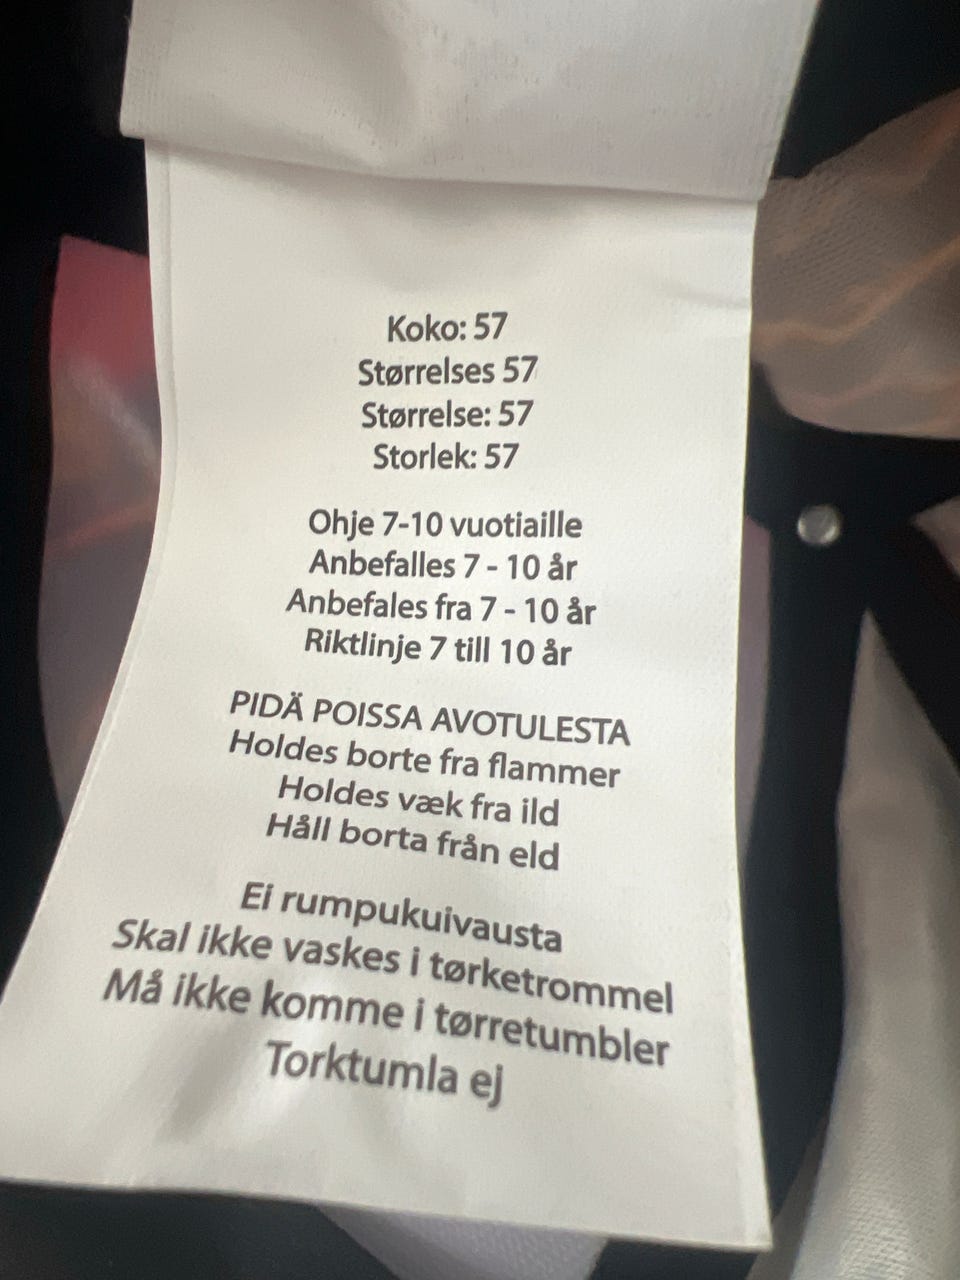 Koko: 57
Størrelses 57
Størrelse: 57
Storlek: 57
Ohje 7-10 vuotiaille
Anbefalles 7 - 10 år
Anbefales fra 7 - 10 år
Riktlinje 7 till 10 år
PIDÄ POISSA AVOTULESTA
Holdes borte fra flammer
Holdes væk fra ild
Håll borta från eld
Ei rumpukuivausta
Skal ikke vaskes i tørketrommel
Må ikke komme i tørretumbler
Torktumla ej